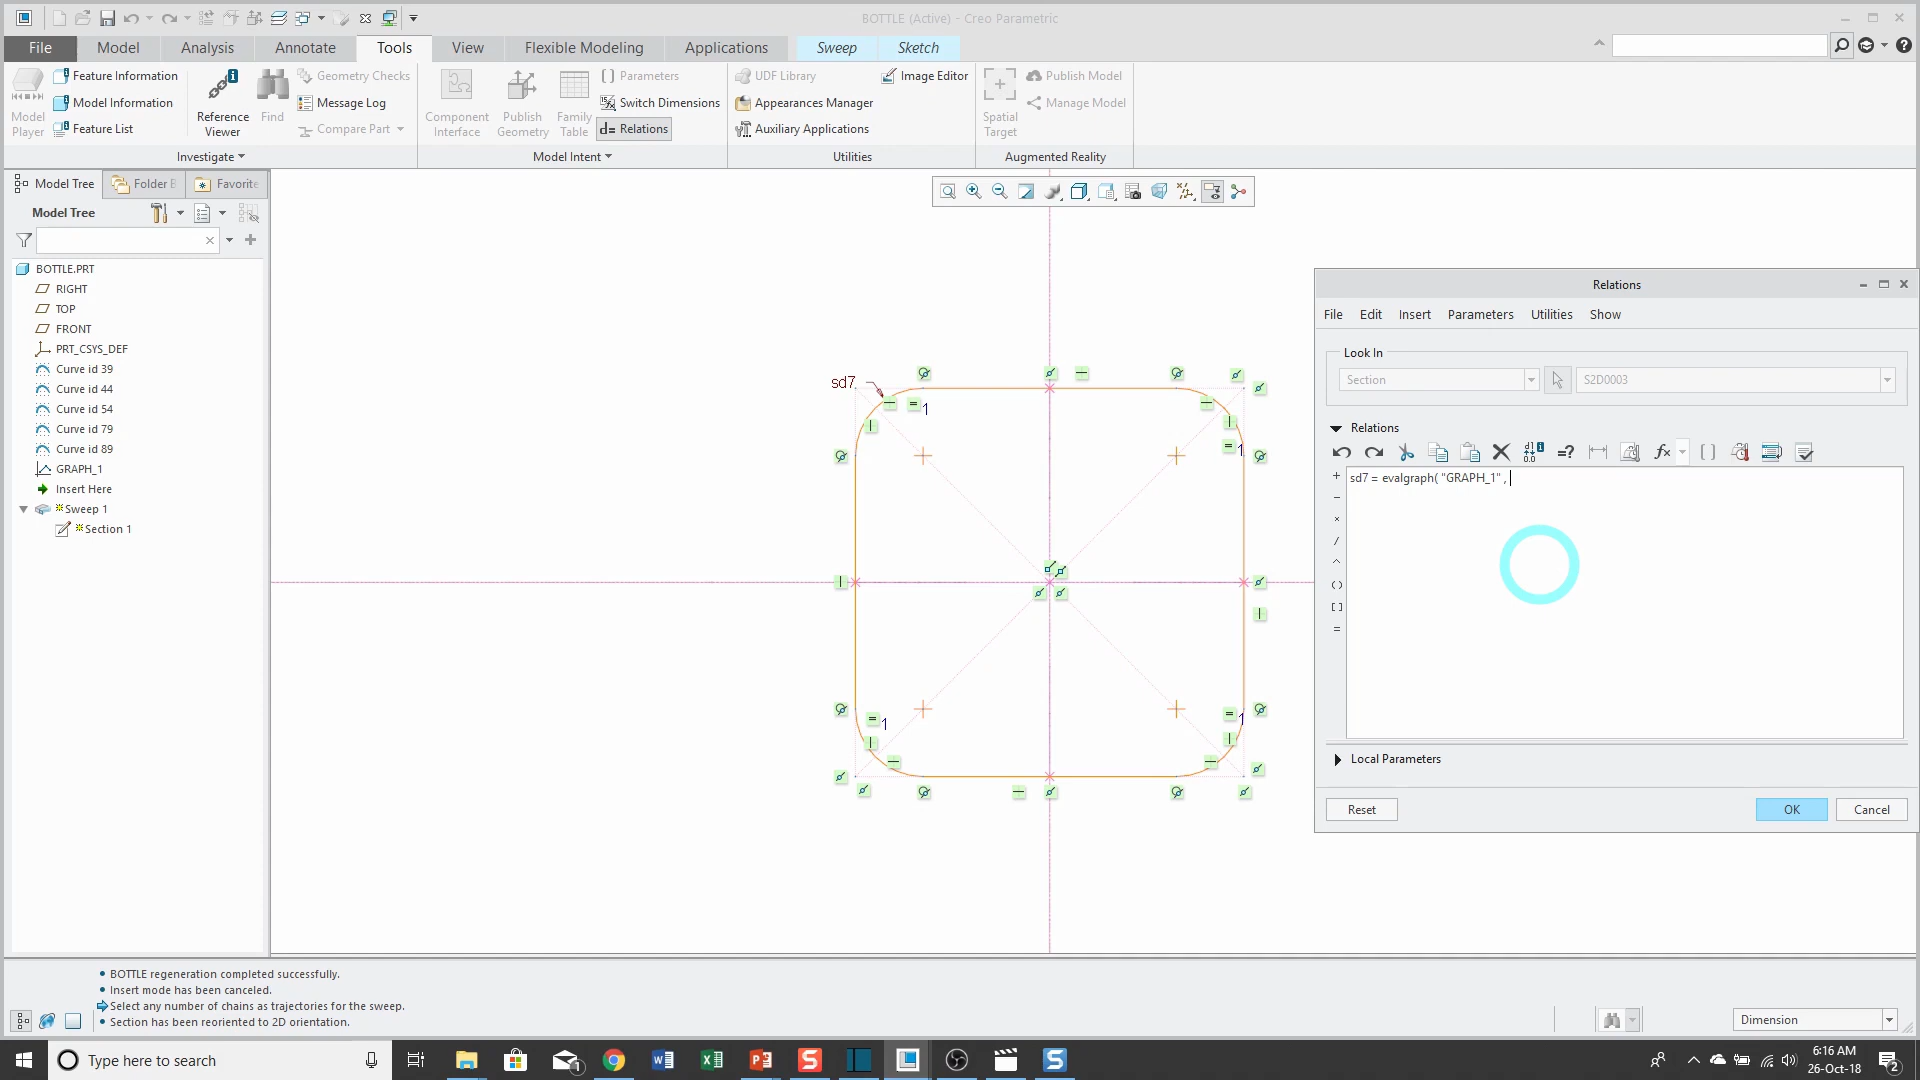 BOTTLE (Active) - Creo Parametric
File Model Analysis Annotate Tools View Flexible Modeling Applications Sweep Sketch
Model Player
Feature Information
Model Information
Feature List
Reference Viewer
Find
Geometry Checks
Message Log
Compare Part
Investigate
Component Interface
Publish Geometry
Family Table
Parameters
Switch Dimensions
d= Relations
Model Intent
UDF Library
Appearances Manager
Auxiliary Applications
Image Editor
Utilities
Spatial Target
Publish Model
Manage Model
Augmented Reality
Model Tree Folder B Favorite
Model Tree
BOTTLE.PRT
RIGHT
TOP
FRONT
PRT_CSYS_DEF
Curve id 39
Curve id 44
Curve id 54
Curve id 79
Curve id 89
GRAPH_1
Insert Here
Sweep 1
Section 1
sd7
1
1
1
1
Relations
File Edit Insert Parameters Utilities Show
Look In
Section
S2D0003
Relations
sd7 = evalgraph( "GRAPH_1" ,
Local Parameters
Reset
OK
Cancel
BOTTLE regeneration completed successfully.
Insert mode has been canceled.
Select any number of chains as trajectories for the sweep.
Section has been reoriented to 2D orientation.
Dimension
Type here to search
6:16 AM
26-Oct-18